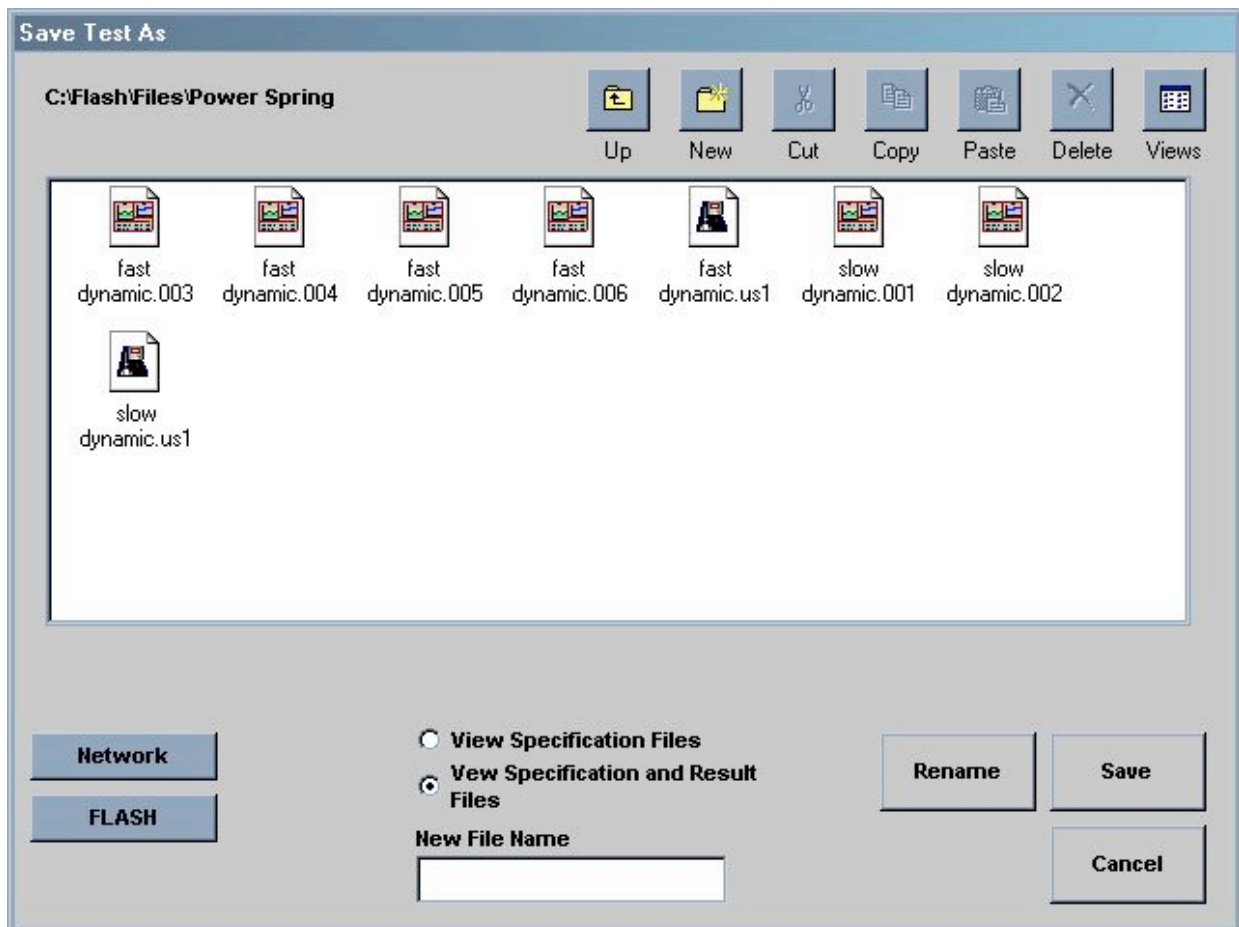 Save Test As
C:\Flash\Files\Power Spring
Up New Cut Copy Paste Delete Views
fast dynamic.003
fast dynamic.004
fast dynamic.005
fast dynamic.006
fast dynamic.us1
slow dynamic.001
slow dynamic.002
slow dynamic.us1
Network
FLASH
View Specification Files
Vew Specification and Result
Files
New File Name
Rename
Save
Cancel